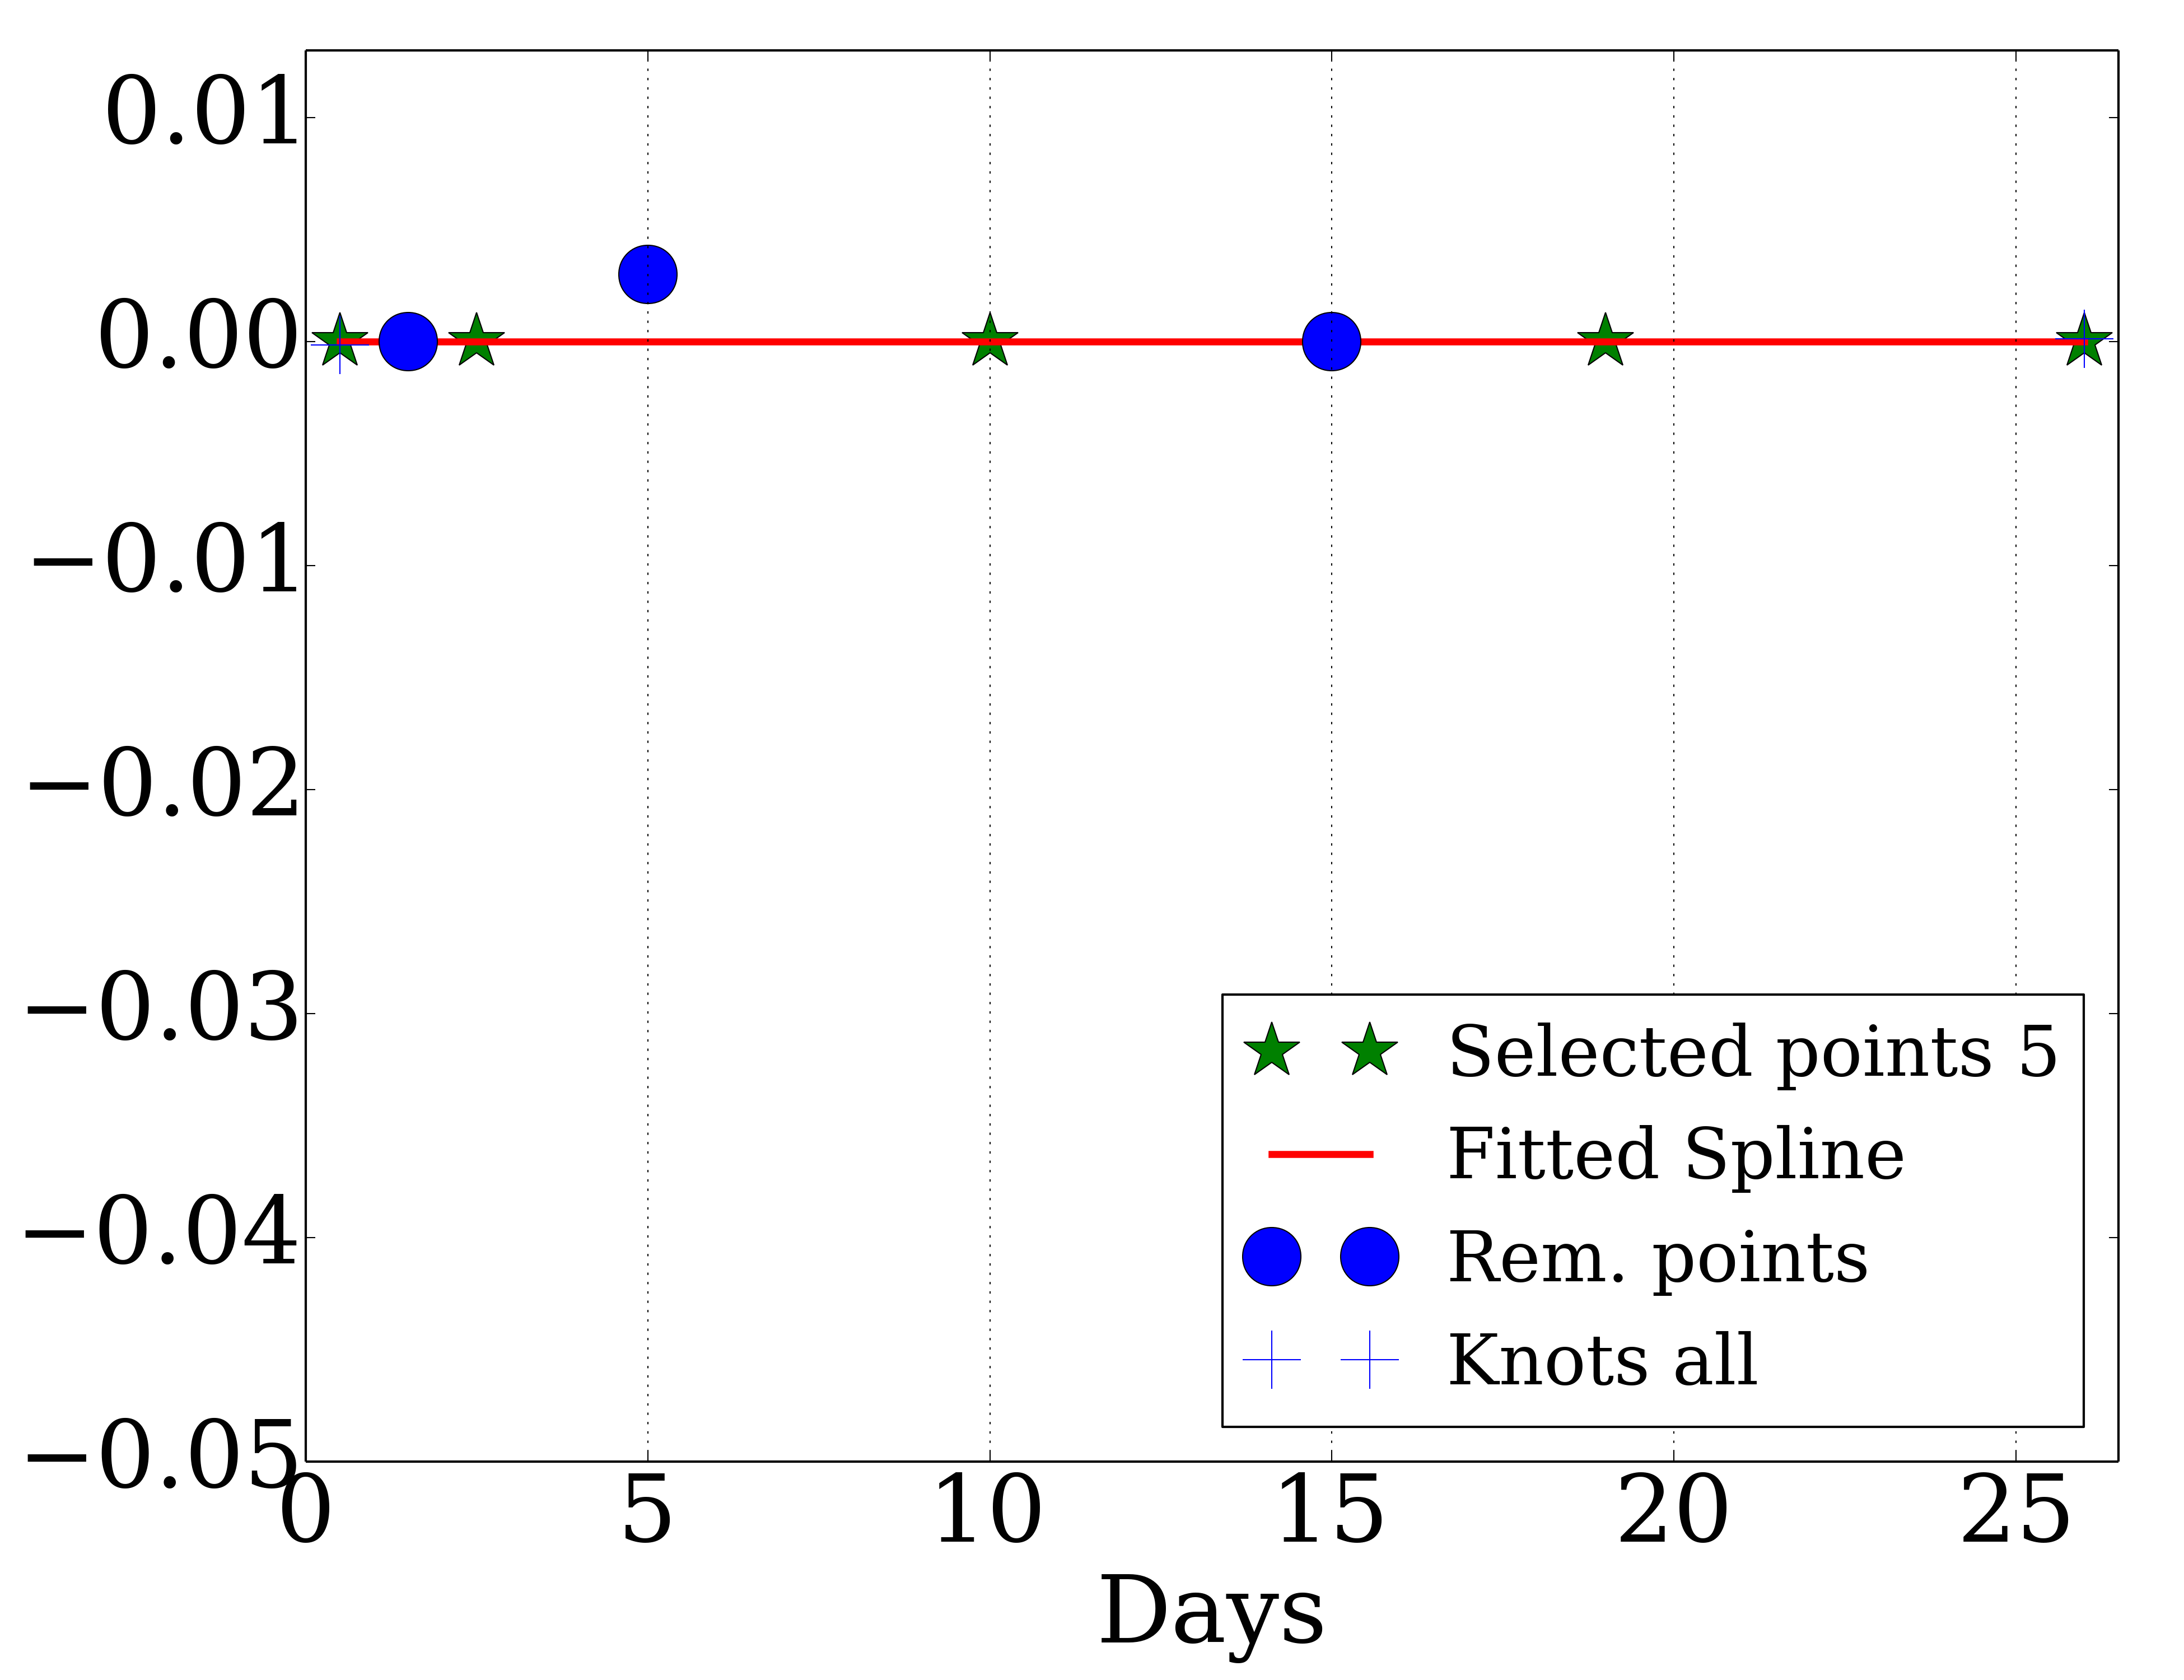 0.01
0.00
−0.01
−0.02
−0.03
−0.04
−0.05
0 5 10 15 20 25
Days
Selected points 5
Fitted Spline
Rem. points
Knots all